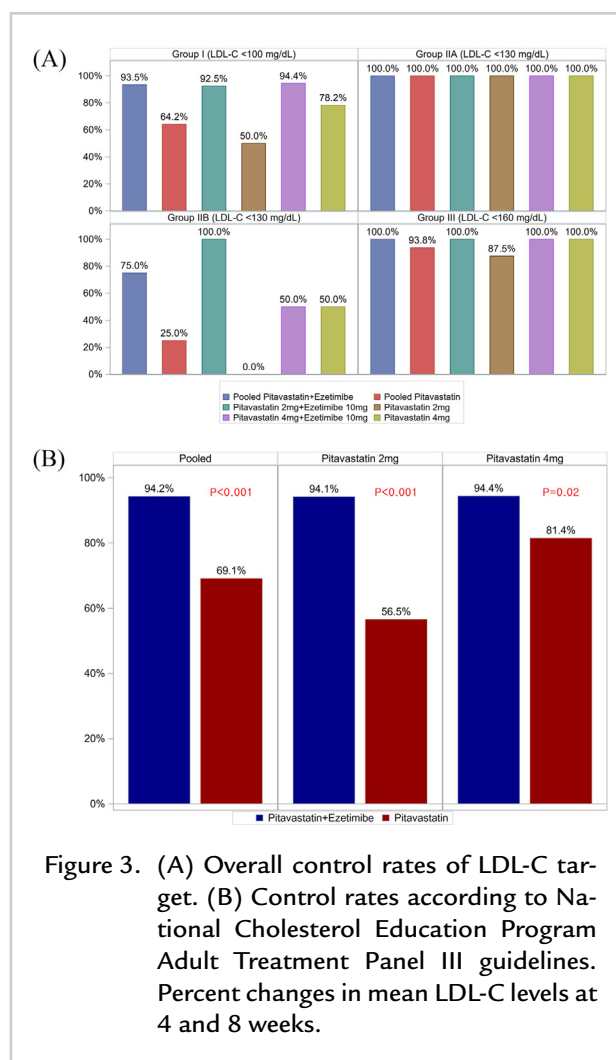 (A)
Group I (LDL-C <100 mg/dL)
100%
80%
60%
40%
20%
0%
93.5%
64.2%
92.5%
50.0%
94.4%
78.2%
Group IIA (LDL-C <130 mg/dL)
100.0% 100.0% 100.0% 100.0% 100.0% 100.0%
Group IIB (LDL-C <130 mg/dL)
100%
80%
60%
40%
20%
0%
75.0%
25.0%
100.0%
0.0%
50.0%
50.0%
Group III (LDL-C <160 mg/dL)
100.0%
93.8%
100.0%
87.5%
100.0%
100.0%
Pooled Pitavastatin+Ezetimibe
Pooled Pitavastatin
Pitavastatin 2mg+Ezetimibe 10mg
Pitavastatin 2mg
Pitavastatin 4mg+Ezetimibe 10mg
Pitavastatin 4mg
(B)
Pooled
Pitavastatin 2mg
Pitavastatin 4mg
100%
80%
60%
40%
20%
0%
94.2%
P<0.001
69.1%
94.1%
P<0.001
56.5%
94.4%
P=0.02
81.4%
Pitavastatin+Ezetimibe
Pitavastatin
Figure 3. (A) Overall control rates of LDL-C tar-
get. (B) Control rates according to Na-
tional Cholesterol Education Program
Adult Treatment Panel III guidelines.
Percent changes in mean LDL-C levels at
4 and 8 weeks.